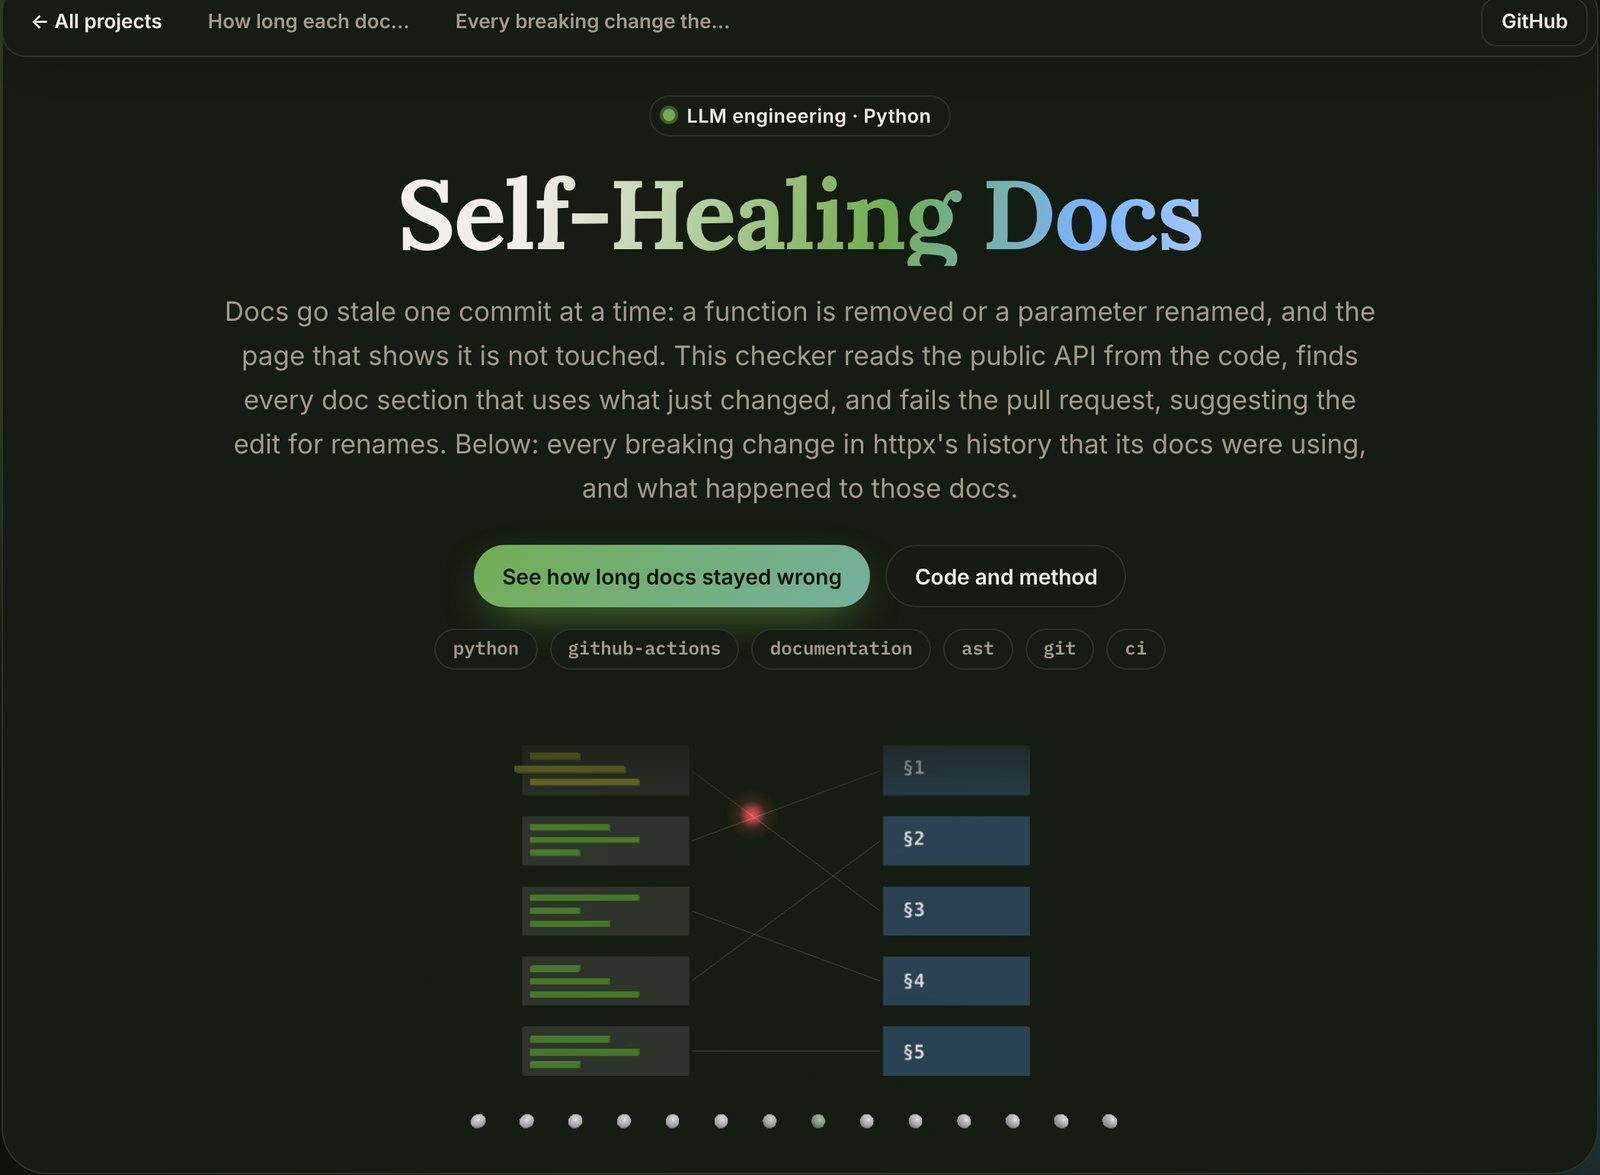 ← All projects
How long each doc...
Every breaking change the...
GitHub
LLM engineering · Python
Self-Healing Docs
Docs go stale one commit at a time: a function is removed or a parameter renamed, and the
page that shows it is not touched. This checker reads the public API from the code, finds
every doc section that uses what just changed, and fails the pull request, suggesting the
edit for renames. Below: every breaking change in httpx's history that its docs were using,
and what happened to those docs.
See how long docs stayed wrong
Code and method
python
github-actions
documentation
ast
git
ci
§1
§2
§3
§4
§5